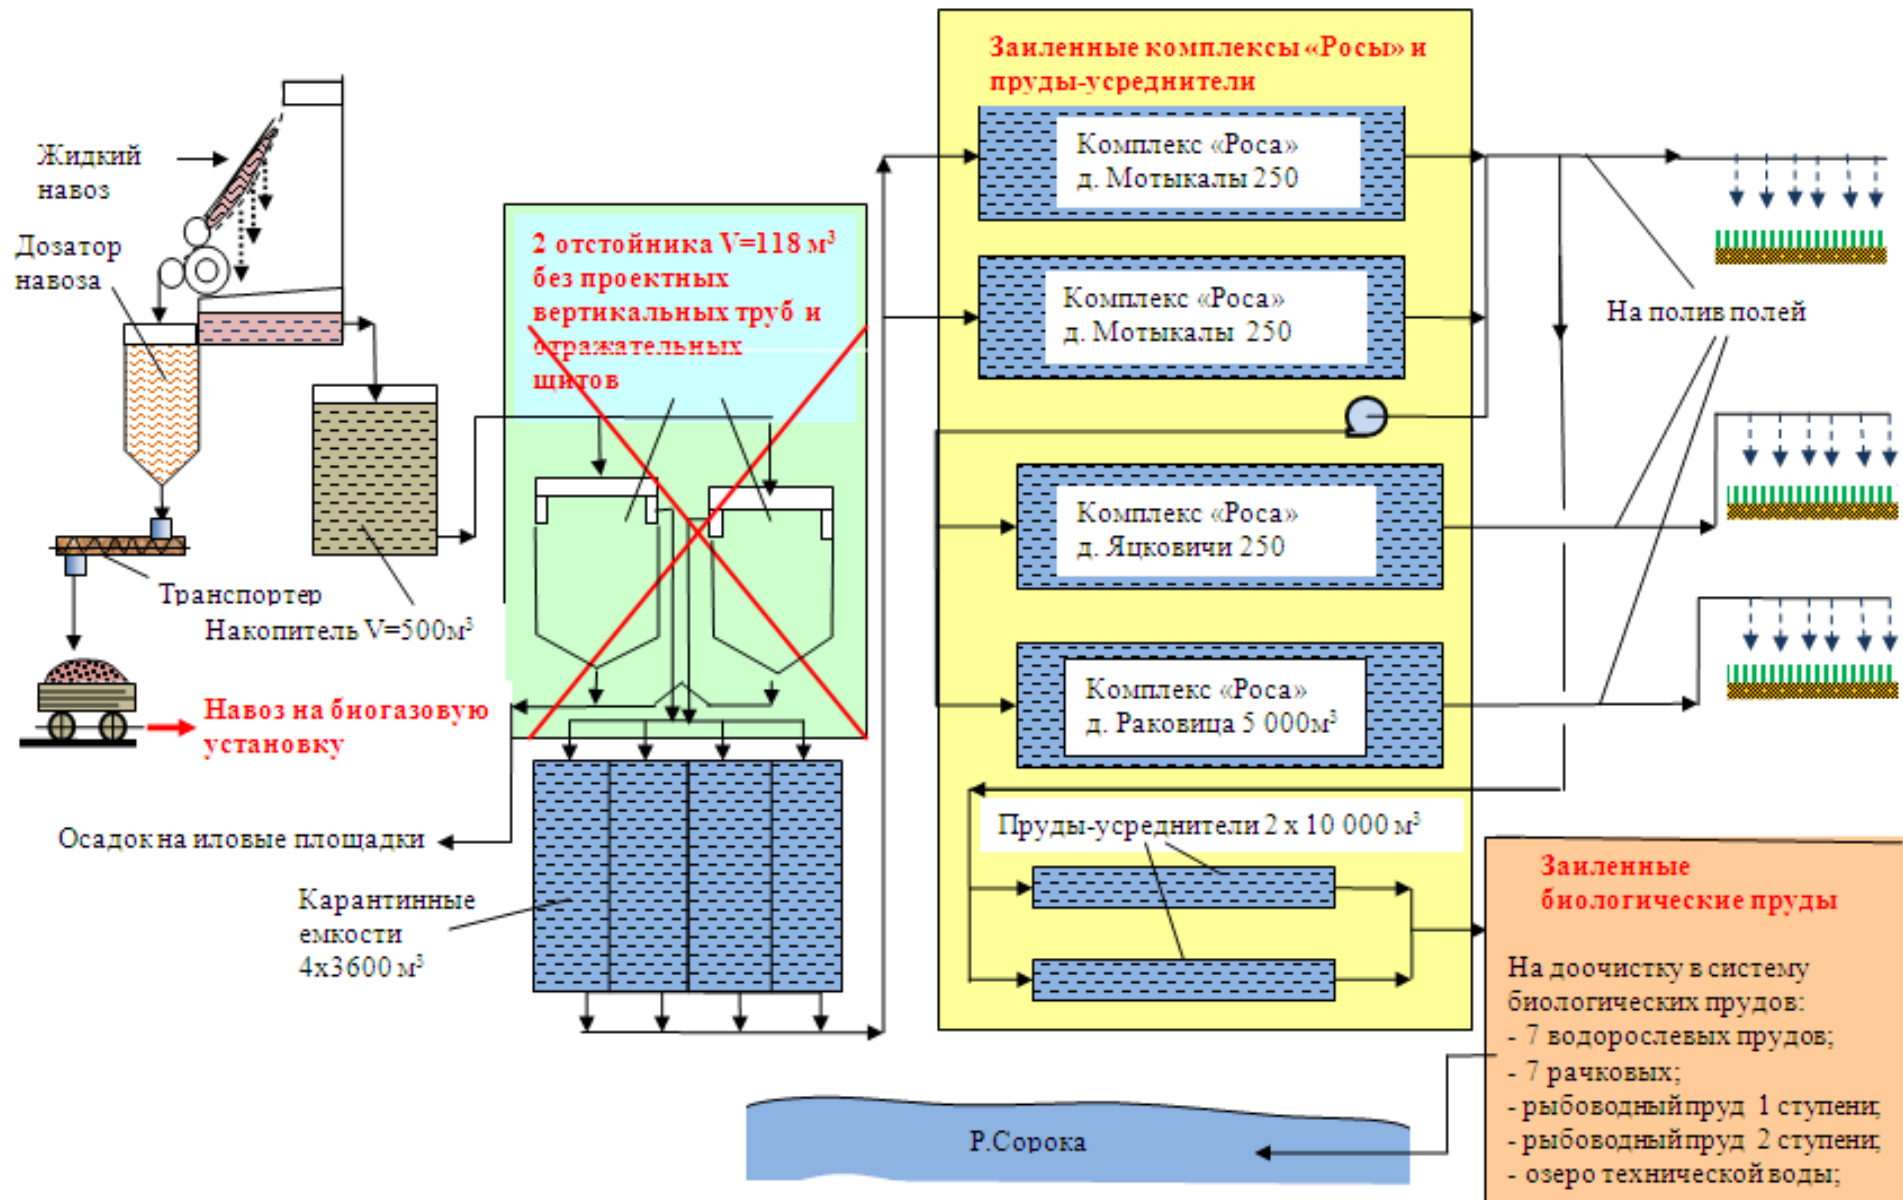 Заиленные комплексы «Росы» и
пруды-усреднители
Комплекс «Роса»
д. Мотыкалы 250
Жидкий
навоз
Дозатор
навоза
2 отстойника V=118 м³
без проектных
вертикальных труб и
отражательных
щитов
Комплекс «Роса»
д. Мотыкалы 250
На полив полей
Комплекс «Роса»
д. Яцковичи 250
Транспортер
Накопитель V=500м³
Комплекс «Роса»
д. Раковица 5 000м³
Навоз на биогазовую
установку
Пруды-усреднители 2 х 10 000 м³
Осадок на иловые площадки
Карантинные
емкости
4х3600 м³
Заиленные
биологические пруды
На доочистку в систему
биологических прудов:
- 7 водорослевых прудов;
- 7 рачковых;
- рыбоводный пруд 1 ступени;
- рыбоводный пруд 2 ступени;
- озеро технической воды;
Р.Сорока